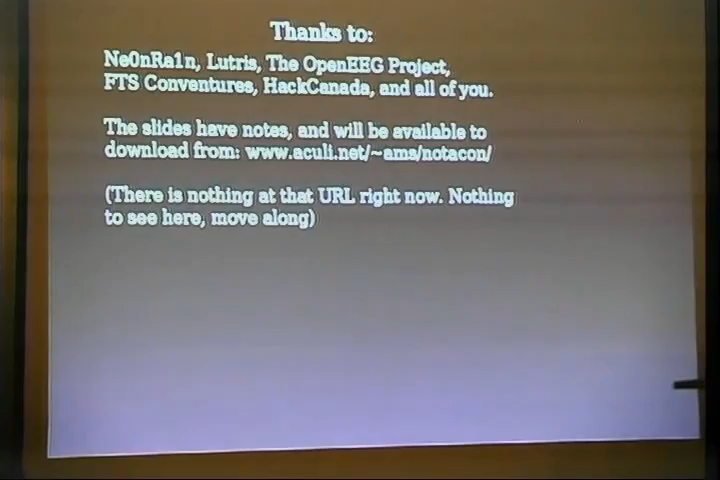 Thanks to:
Ne0nRa1n, Lutris, The OpenEEG Project,
FTS Conventures, HackCanada, and all of you.
The slides have notes, and will be available to
download from: www.aculi.net/~ams/notacon/
(There is nothing at that URL right now. Nothing
to see here, move along)